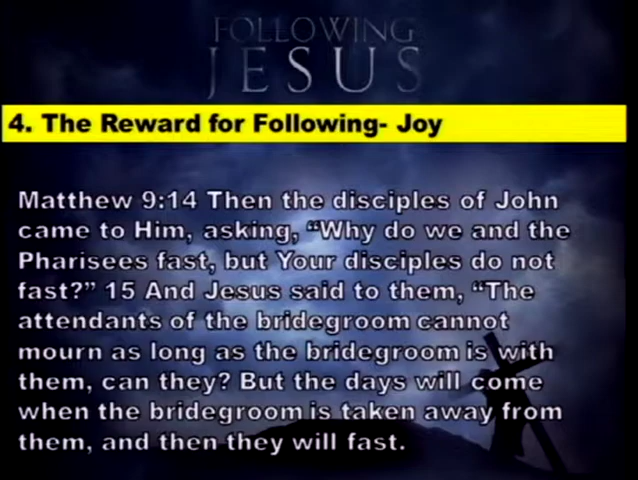 FOLLOWING
JESUS
4. The Reward for Following- Joy
Matthew 9:14 Then the disciples of John
came to Him, asking, “Why do we and the
Pharisees fast, but Your disciples do not
fast?” 15 And Jesus said to them, “The
attendants of the bridegroom cannot
mourn as long as the bridegroom is with
them, can they? But the days will come
when the bridegroom is taken away from
them, and then they will fast.